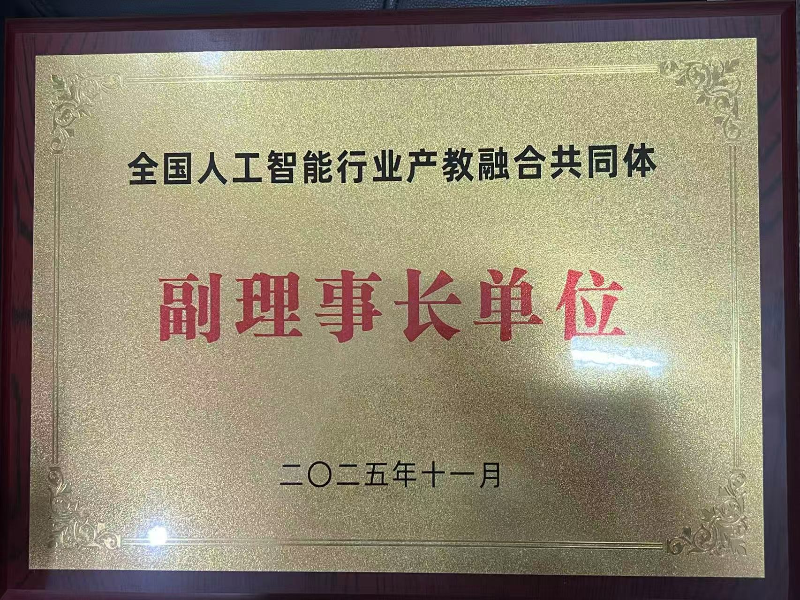 全国人工智能行业产教融合共同体
副理事长单位
二〇二五年十一月